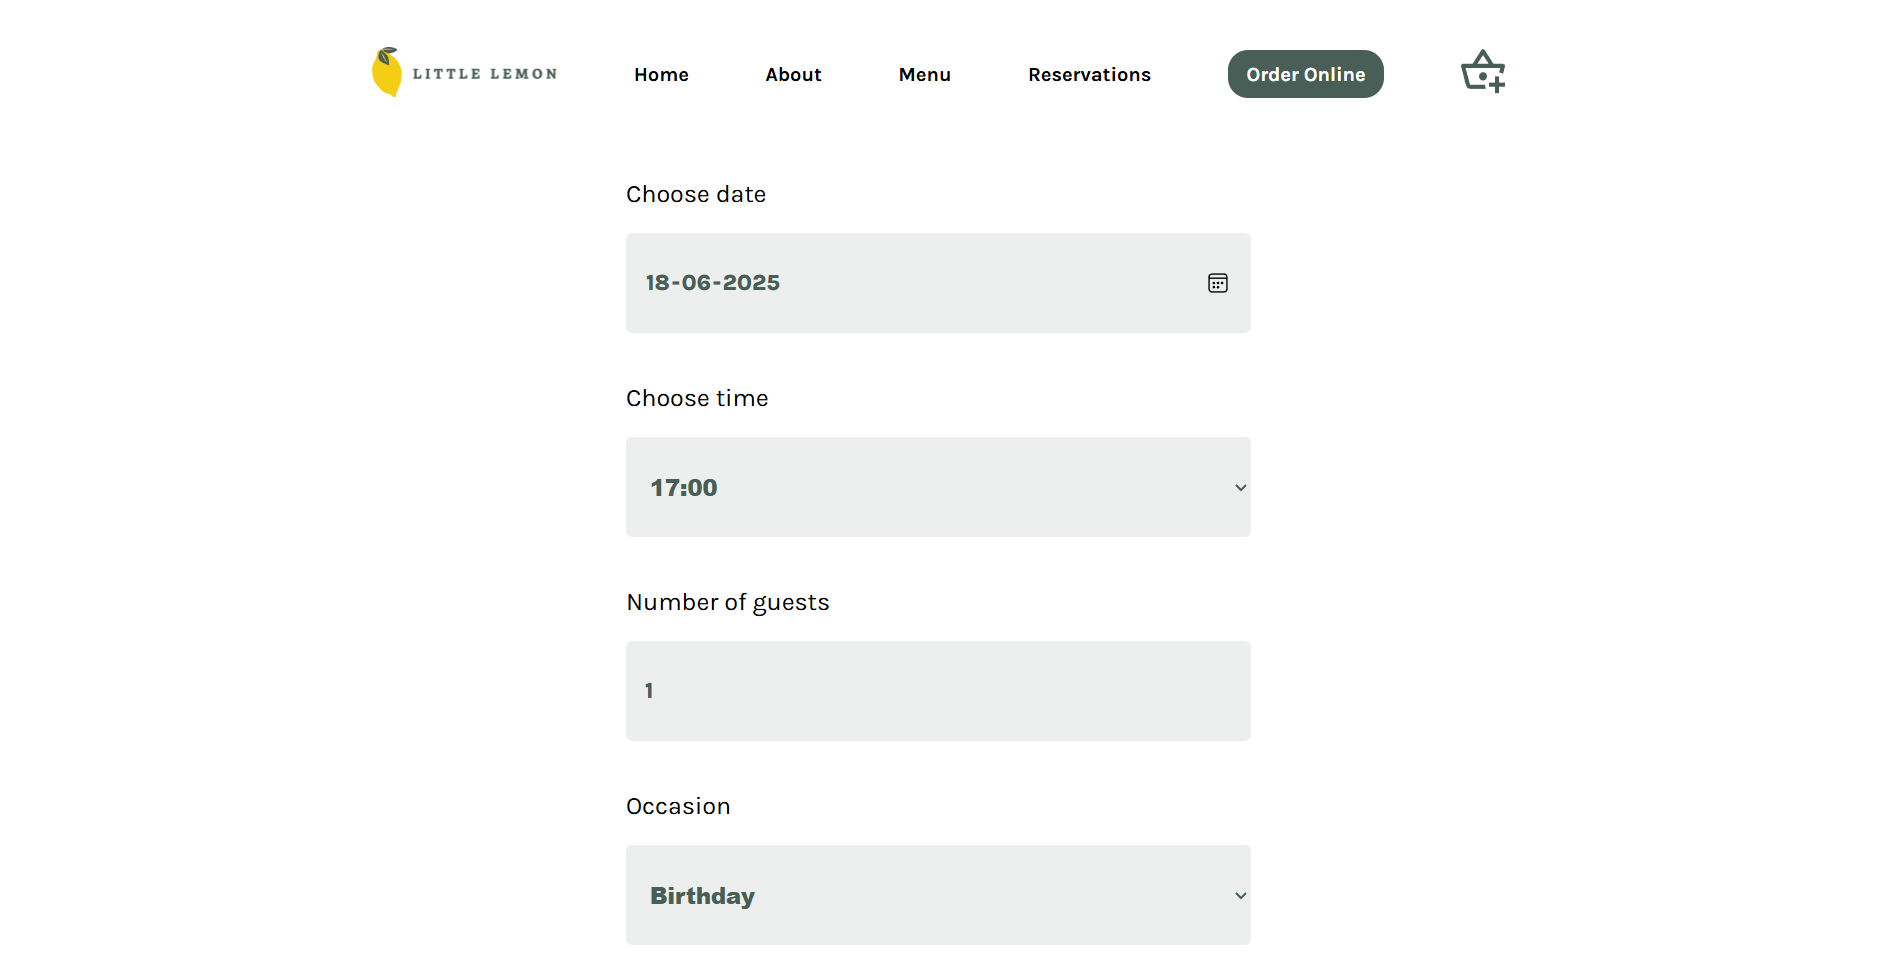 LITTLE LEMON
Home
About
Menu
Reservations
Order Online
Choose date
18-06-2025
Choose time
17:00
Number of guests
1
Occasion
Birthday